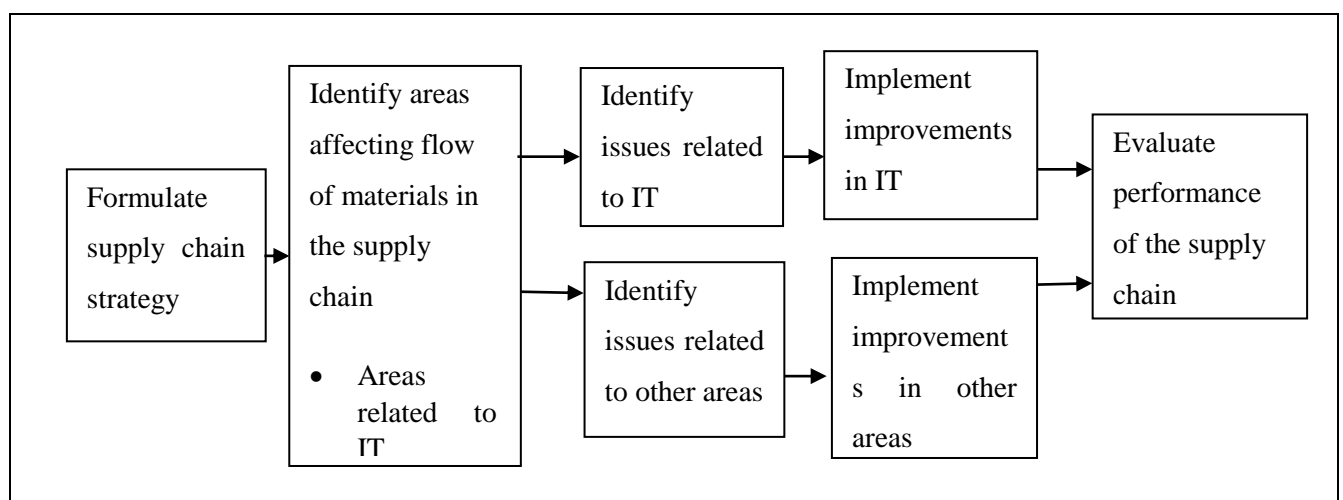 Formulate
supply chain
strategy
Identify areas
affecting flow
of materials in
the supply
chain
• Areas
related to
IT
Identify
issues related
to IT
Implement
improvements
in IT
Identify
issues related
to other areas
Implement
improvement
s in other
areas
Evaluate
performance
of the supply
chain